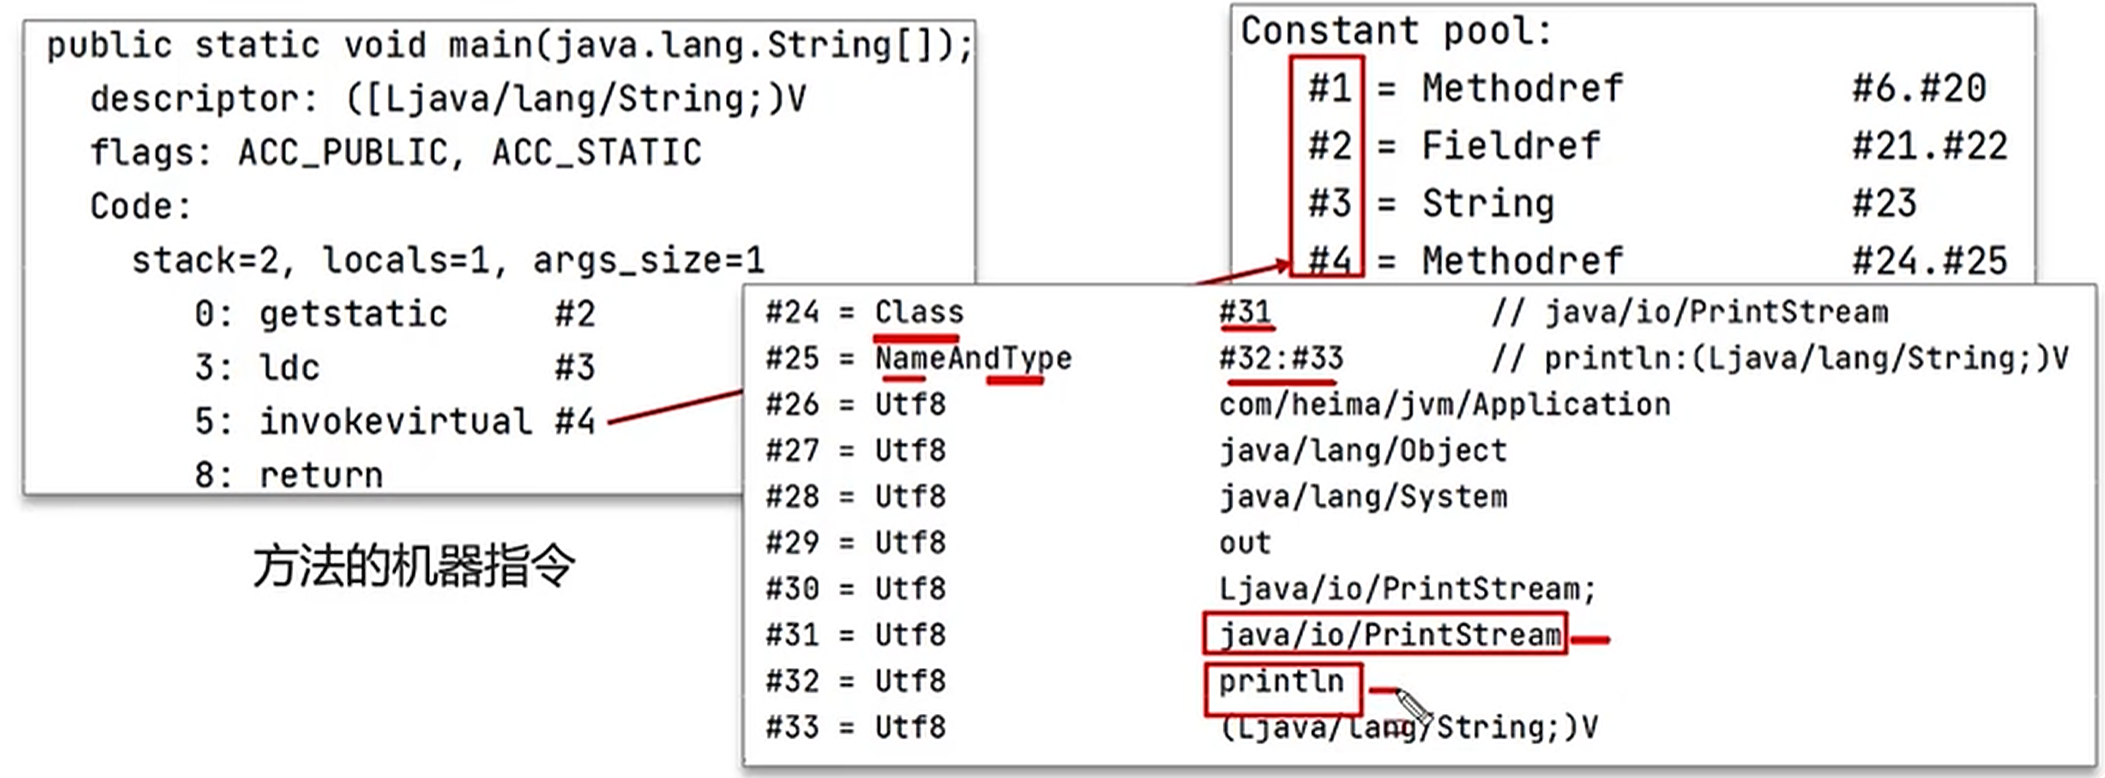 public static void main(java.lang.String[]);
descriptor: ([Ljava/lang/String;)V
flags: ACC_PUBLIC, ACC_STATIC
Code:
stack=2, locals=1, args_size=1
0: getstatic #2
3: ldc #3
5: invokevirtual #4
8: return
方法的机器指令
Constant pool:
#1 = Methodref #6.#20
#2 = Fieldref #21.#22
#3 = String #23
#4 = Methodref #24.#25
#24 = Class #31 // java/io/PrintStream
#25 = NameAndType #32:#33 // println:(Ljava/lang/String;)V
#26 = Utf8 com/heima/jvm/Application
#27 = Utf8 java/lang/Object
#28 = Utf8 java/lang/System
#29 = Utf8 out
#30 = Utf8 Ljava/io/PrintStream;
#31 = Utf8 java/io/PrintStream
#32 = Utf8 println
#33 = Utf8 (Ljava/lang/String;)V